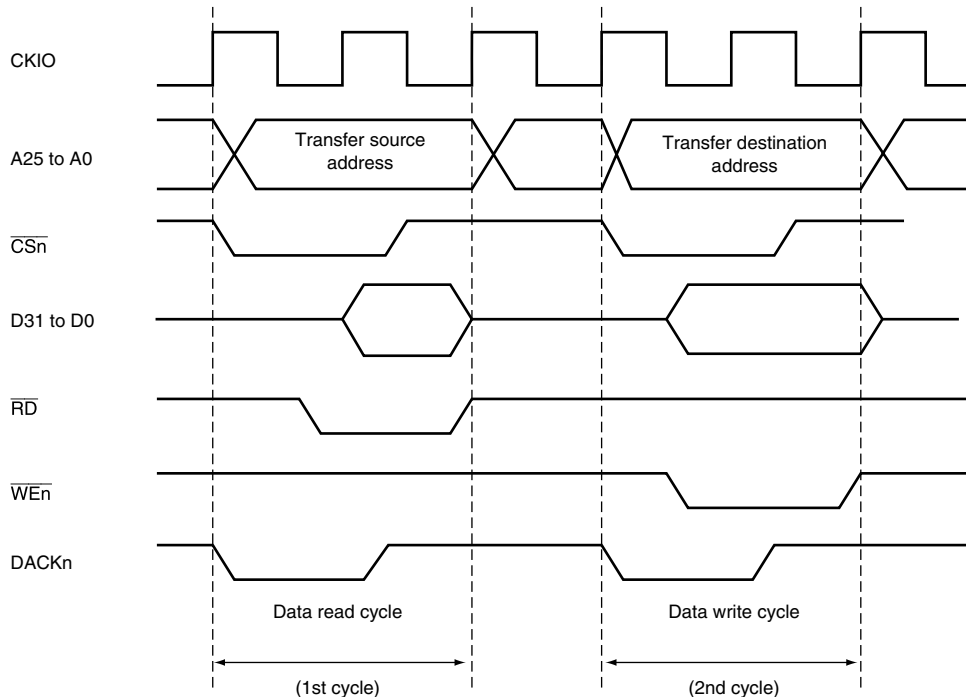 CKIO
A25 to A0
Transfer source
address
Transfer destination
address
CSn
D31 to D0
RD
WEn
DACKn
Data read cycle
Data write cycle
(1st cycle)
(2nd cycle)